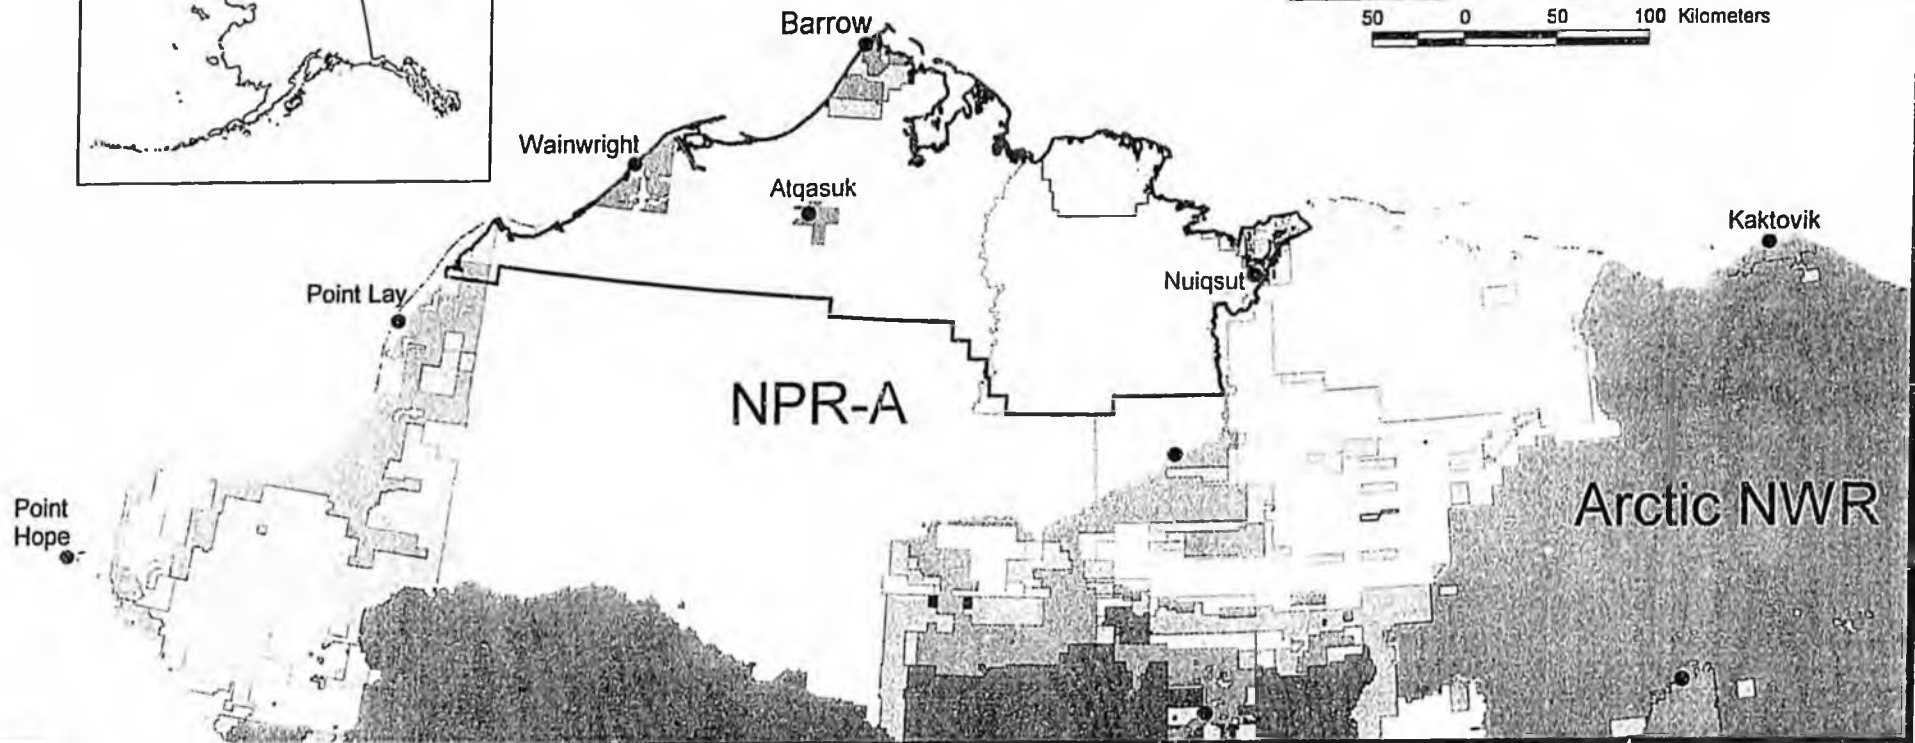 50 0 50 100 Kilometers
Barrow
Wainwright
Atqasuk
Kaktovik
Nuiqsut
Point Lay
NPR-A
Arctic NWR
Point
Hope